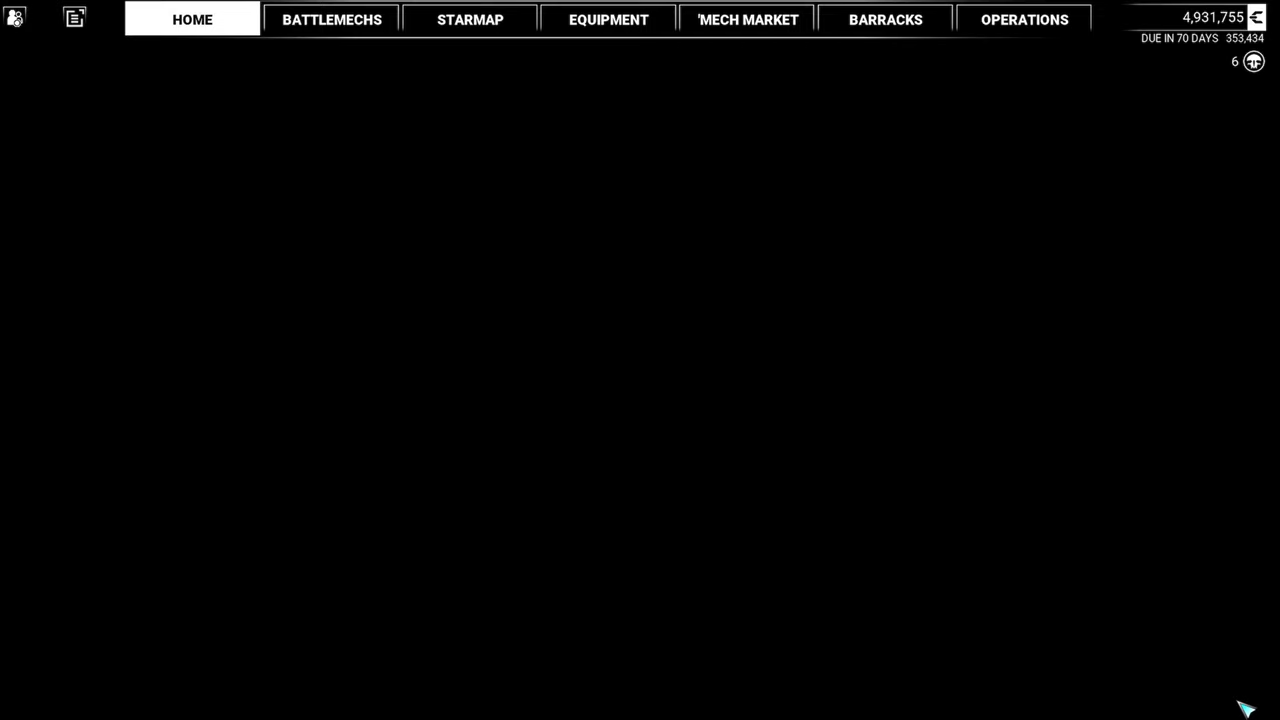 HOME
BATTLEMECHS
STARMAP
EQUIPMENT
'MECH MARKET
BARRACKS
OPERATIONS
4,931,755
DUE IN 70 DAYS 353,434
6